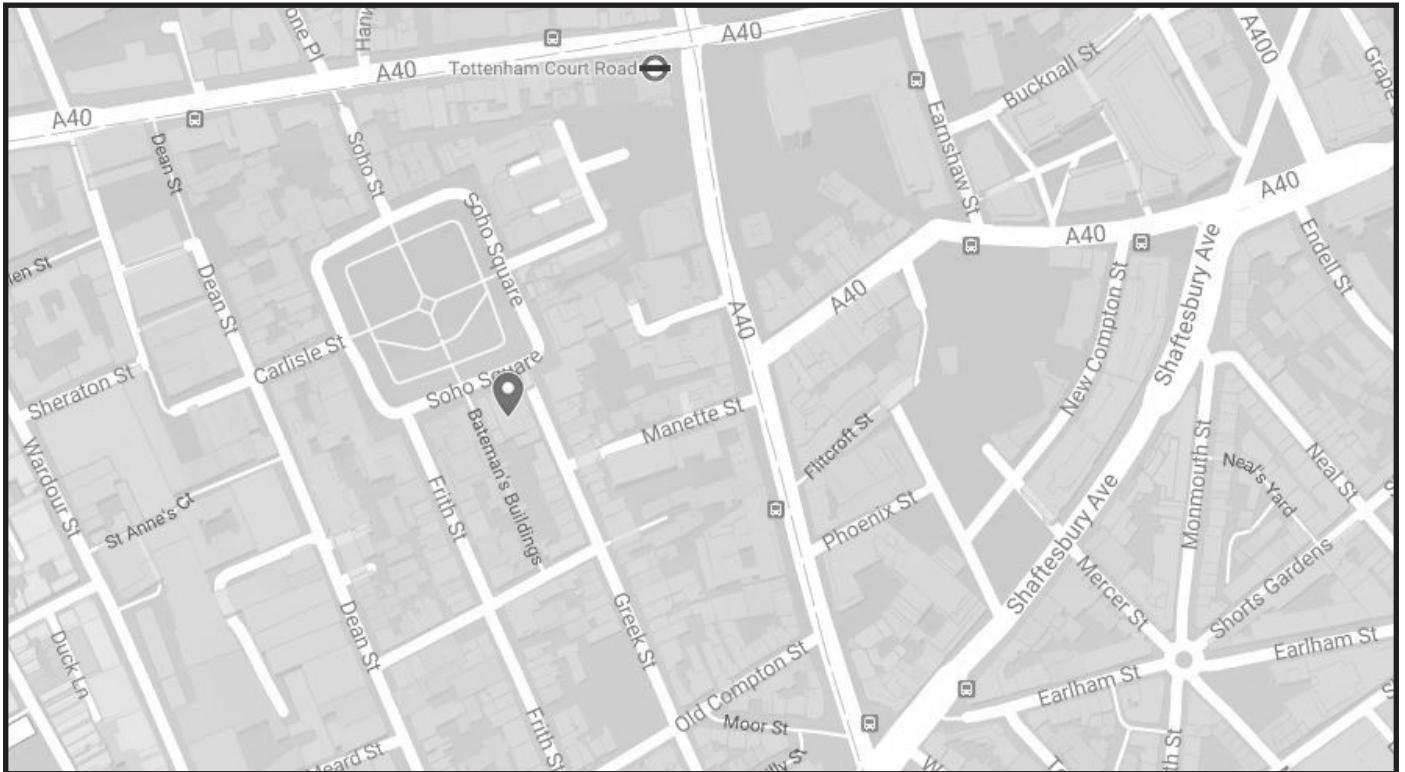 A40
A40
A40
Tottenham Court Road
Soho St
Dean St
Dean St
Soho Square
Earnshaw St
Bucknall St
A400
A40
A40
A40
A40
Shaftesbury Ave
Endell St
New Compton St
Carlisle St
Soho Square
Sheraton St
Wardour St
Bateman's Buildings
Manette St
Flitcroft St
Phoenix St
Frith St
St Anne's Ct
Monmouth St
Neal's Yard
Neal St
Shorts Gardens
Shaftesbury Ave
Mercer St
Earlham St
Earlham St
Duck Ln
Dean St
Greek St
Frith St
Old Compton St
Moor St
Meard St